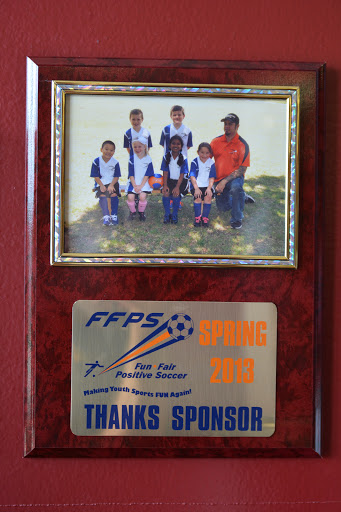 FFPS
SPRING
2013
Fun Fair
Positive Soccer
Making Youth Sports FUN Again!
THANKS SPONSOR